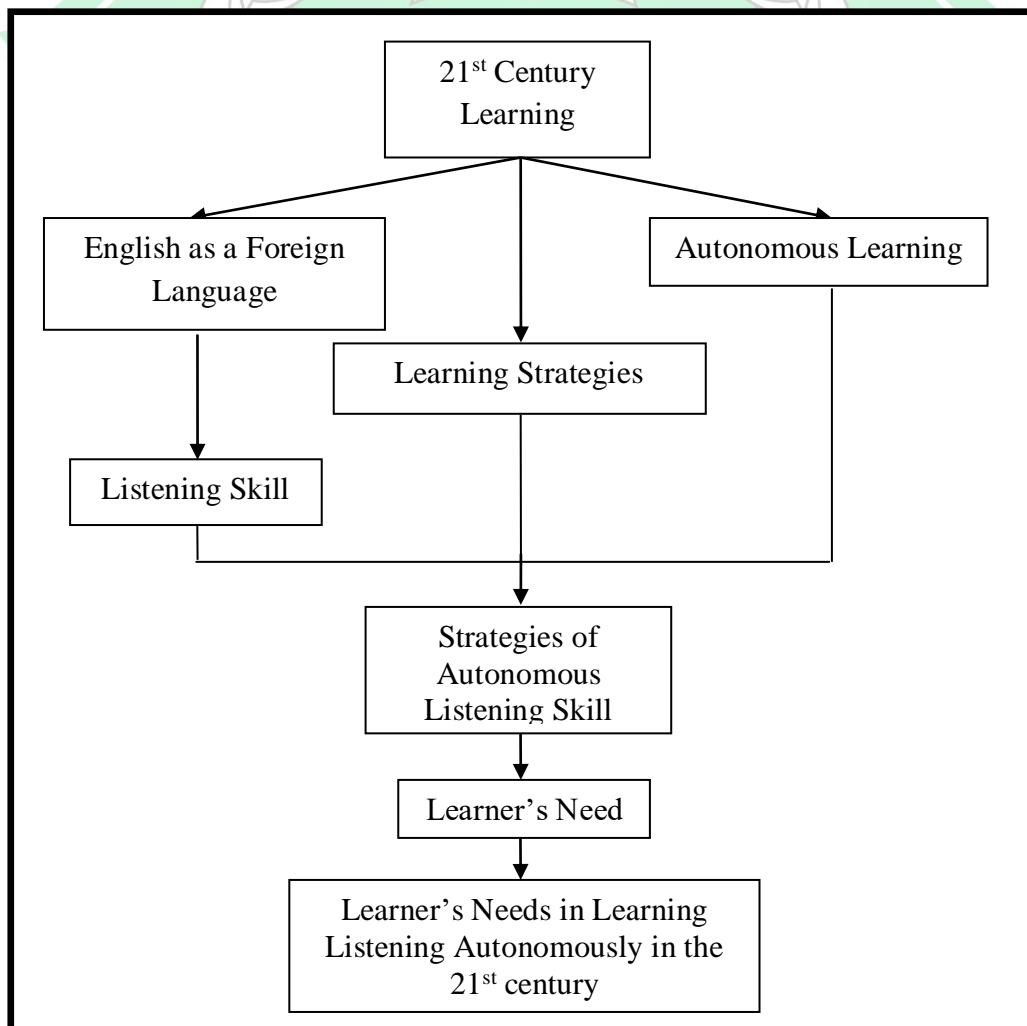 21st Century
Learning
English as a Foreign
Language
Autonomous Learning
Learning Strategies
Listening Skill
Strategies of
Autonomous
Listening Skill
Learner’s Need
Learner’s Needs in Learning
Listening Autonomously in the
21st century